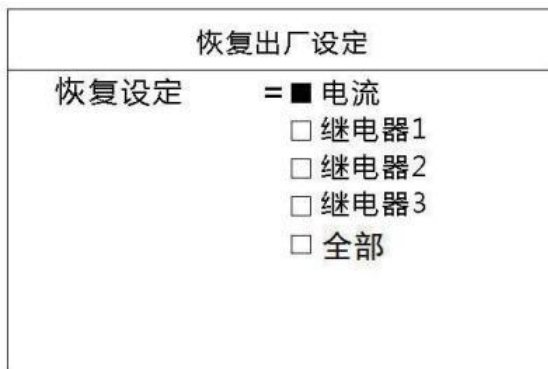 恢复出厂设定
恢复设定 =■ 电流
□ 继电器1
□ 继电器2
□ 继电器3
□ 全部